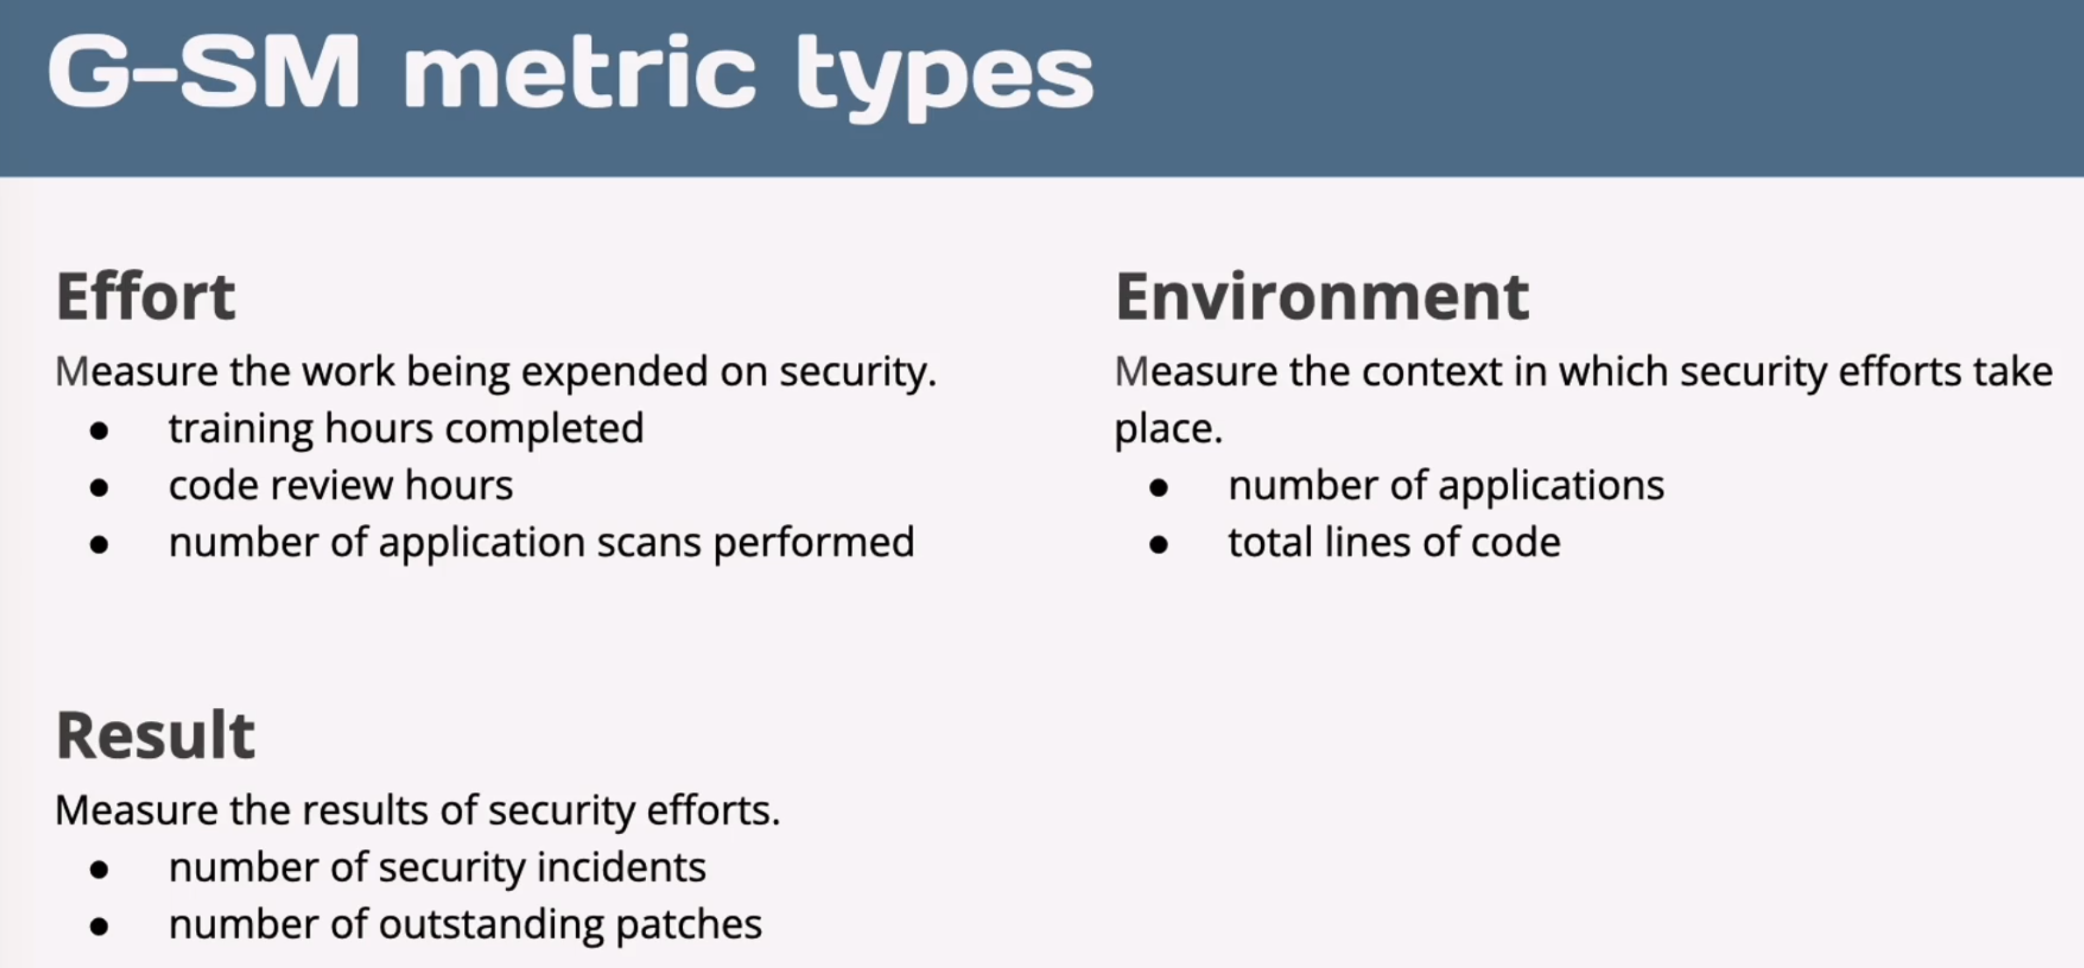 G-SM metric types
Effort
Measure the work being expended on security.
● training hours completed
● code review hours
● number of application scans performed
Environment
Measure the context in which security efforts take
place.
● number of applications
● total lines of code
Result
Measure the results of security efforts.
● number of security incidents
● number of outstanding patches